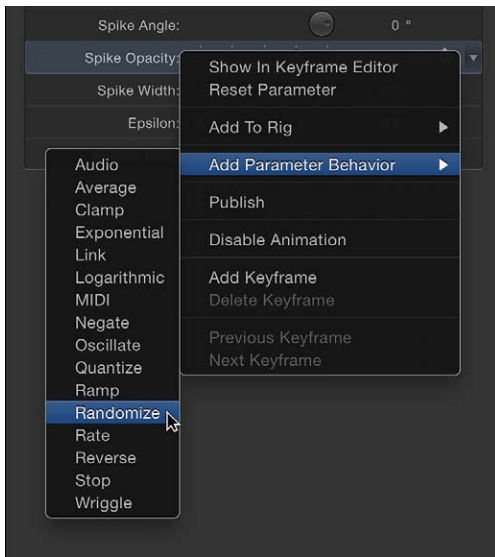 Spike Angle:
0 °
Spike Opacity:
Spike Width:
Epsilon:
Show In Keyframe Editor
Reset Parameter
Add To Rig
Add Parameter Behavior
Publish
Disable Animation
Add Keyframe
Delete Keyframe
Previous Keyframe
Next Keyframe
Audio
Average
Clamp
Exponential
Link
Logarithmic
MIDI
Negate
Oscillate
Quantize
Ramp
Randomize
Rate
Reverse
Stop
Wriggle